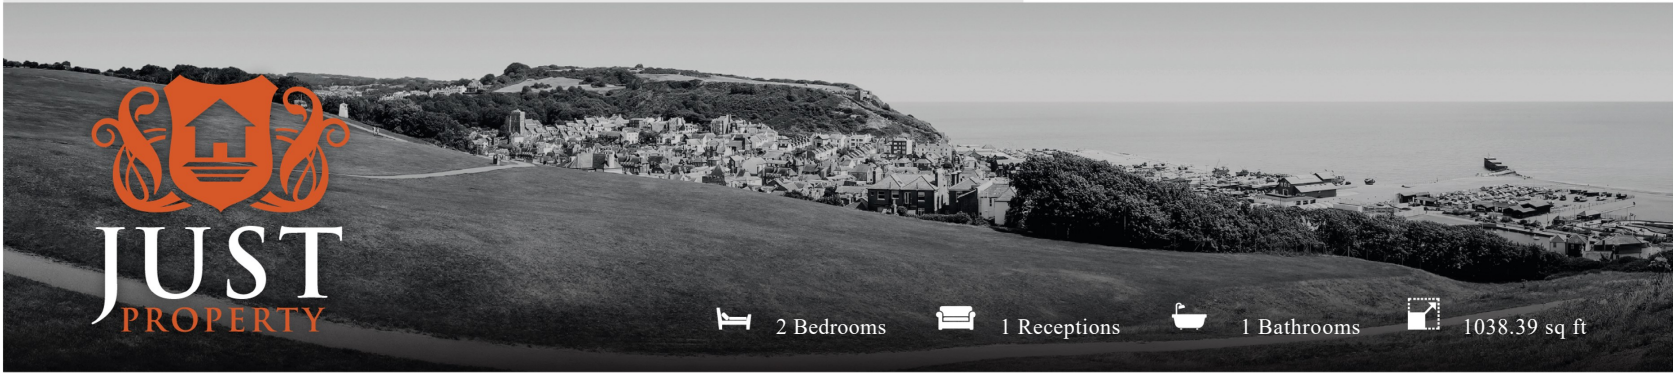 JUST
PROPERTY
2 Bedrooms
1 Receptions
1 Bathrooms
1038.39 sq ft